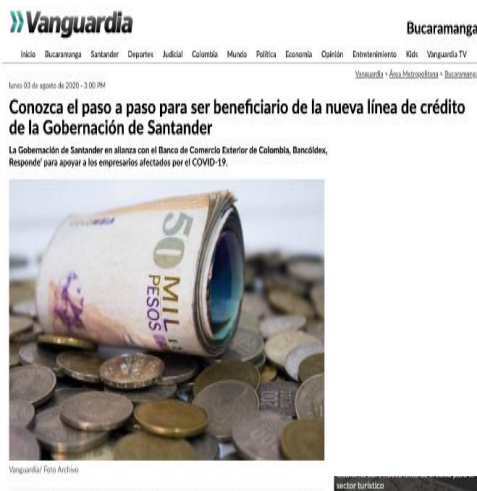 Vanguardia
Bucaramanga
Inicio Bucaramanga Santander Deportes Judicial Colombia Mundo Política Economía Opinión Entretenimiento Kids Vanguardia TV
Vanguardia > Área Metropolitana > Bucaramanga
lunes 03 de agosto de 2020 - 3:00 PM
Conozca el paso a paso para ser beneficiario de la nueva línea de crédito
de la Gobernación de Santander
La Gobernación de Santander en alianza con el Banco de Comercio Exterior de Colombia, Bancóldex,
Responde' para apoyar a los empresarios afectados por el COVID-19.
50
MIL
PESOS
Vanguardia/ Foto Archivo
sector turístico